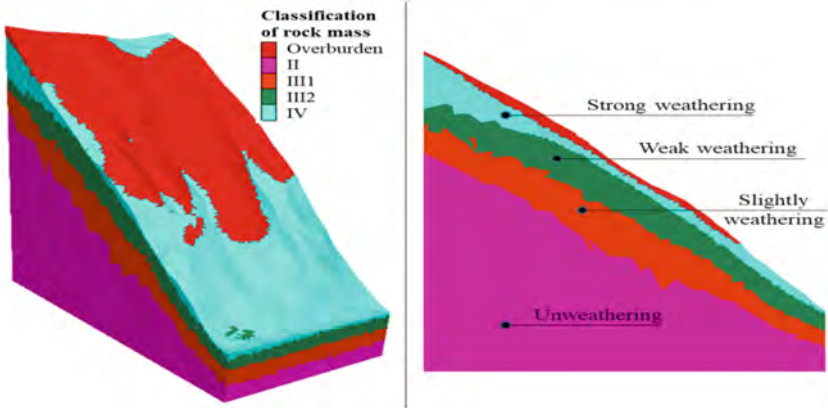 Classification
of rock mass
Overburden
II
III1
III2
IV
Strong weathering
Weak weathering
Slightly
weathering
Unweathering